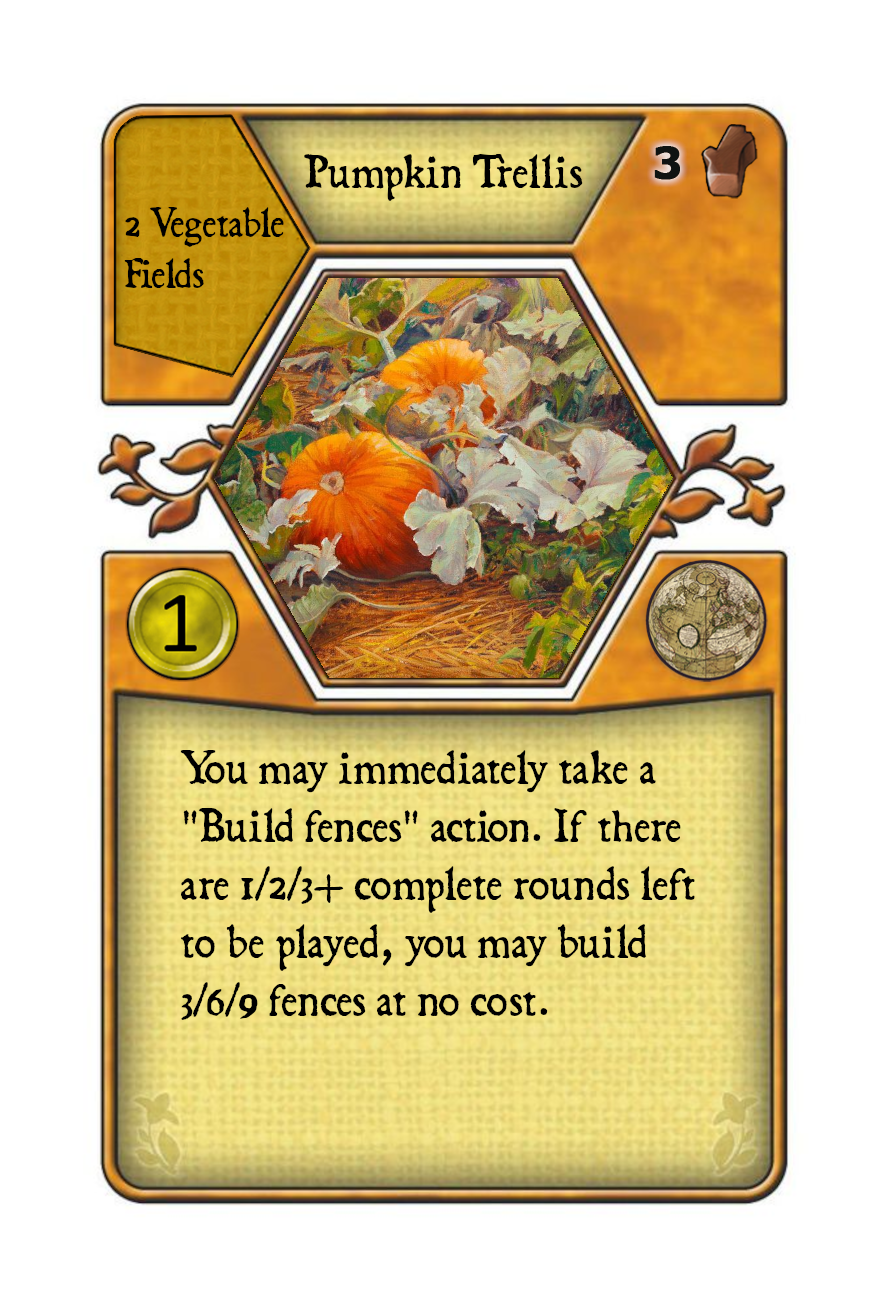 Pumpkin Trellis
3
2 Vegetable
Fields
1
You may immediately take a
"Build fences" action. If there
are 1/2/3+ complete rounds left
to be played, you may build
3/6/9 fences at no cost.